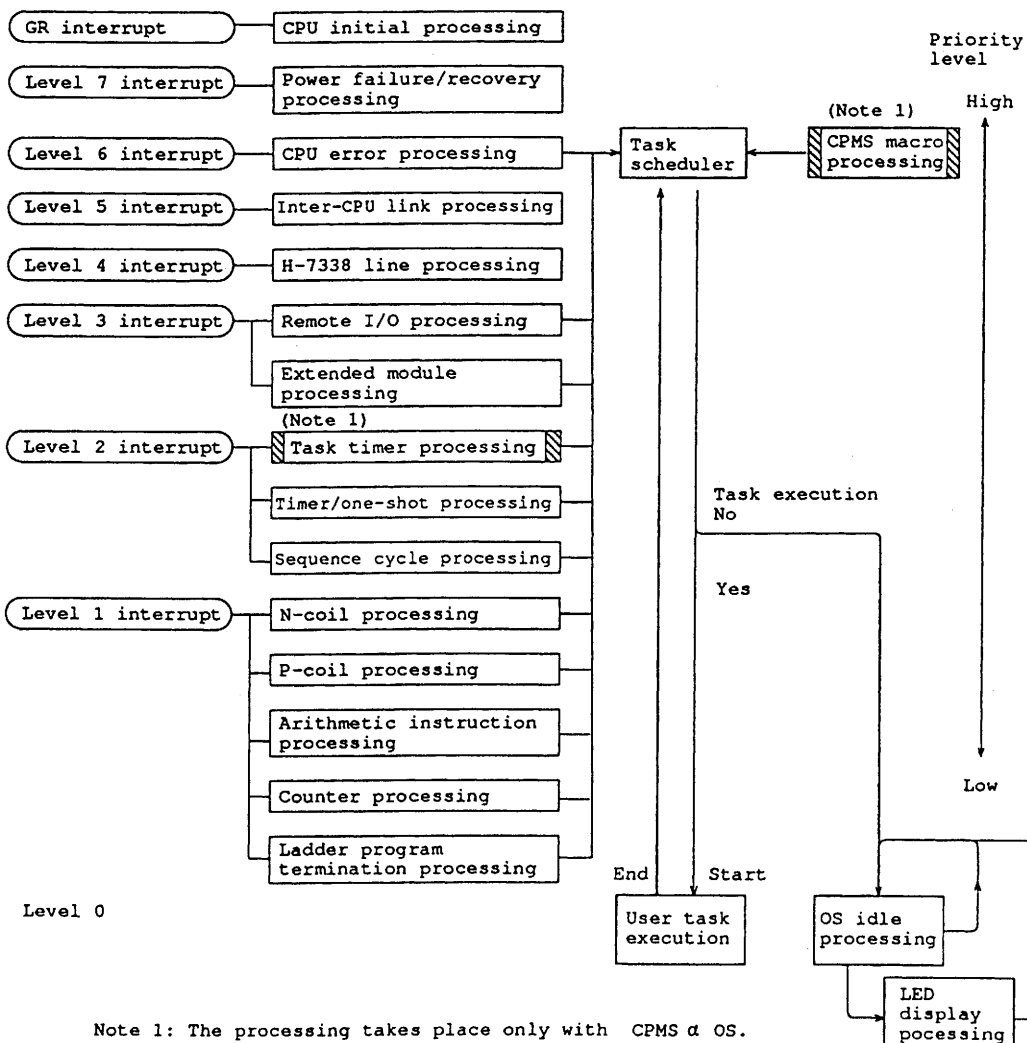 GR interrupt
CPU initial processing
Priority
level
Level 7 interrupt
Power failure/recovery
processing
High
(Note 1)
Level 6 interrupt
CPU error processing
Task
scheduler
CPMS macro
processing
Level 5 interrupt
Inter-CPU link processing
Level 4 interrupt
H-7338 line processing
Level 3 interrupt
Remote I/O processing
Extended module
processing
(Note 1)
Level 2 interrupt
Task timer processing
Timer/one-shot processing
Task execution
No
Sequence cycle processing
Yes
Level 1 interrupt
N-coil processing
P-coil processing
Arithmetic instruction
processing
Counter processing
Low
Ladder program
termination processing
End
Start
Level 0
User task
execution
OS idle
processing
LED
display
pocessing
Note 1: The processing takes place only with CPMS α OS.